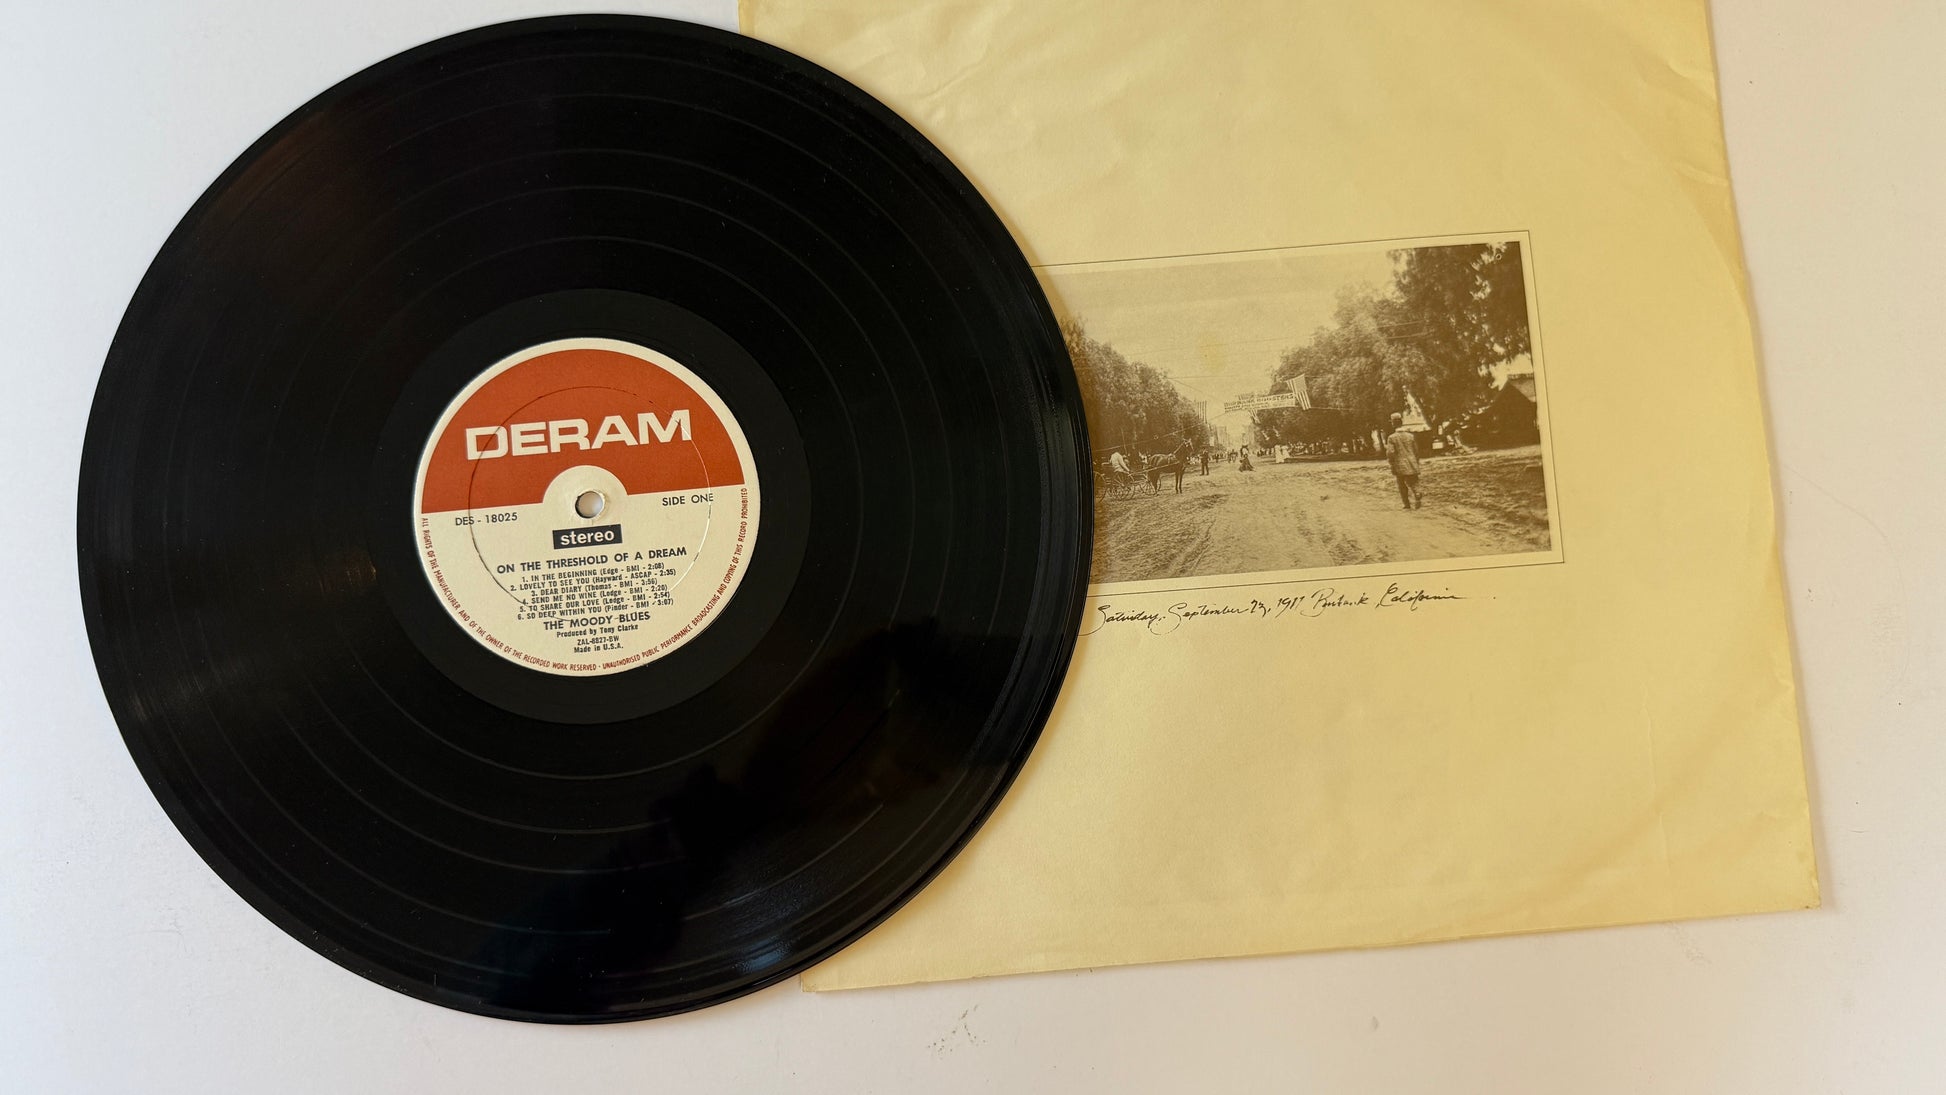 DERAM
SIDE ONE
DES - 18025
stereo
ON THE THRESHOLD OF A DREAM
1. IN THE BEGINNING (Edge - BMI - 2:08)
2. LOVELY TO SEE YOU (Hayward - ASCAP - 2:35)
3. DEAR DIARY (Thomas - BMI - 3:56)
4. SEND ME NO WINE (Lodge - BMI - 2:20)
5. TO SHARE OUR LOVE (Lodge - BMI - 2:54)
6. SO DEEP WITHIN YOU (Pinder - BMI - 3:07)
THE MOODY BLUES
Produced by Tony Clarke
ZAL-8827-BW
Made in U.S.A.
ALL RIGHTS OF THE MANUFACTURER AND OF THE OWNER OF THE RECORDED WORK RESERVED - UNAUTHORISED PUBLIC PERFORMANCE BROADCASTING AND COPYING OF THIS RECORD PROHIBITED
Saturday, September 23, 1911 Burbank, California